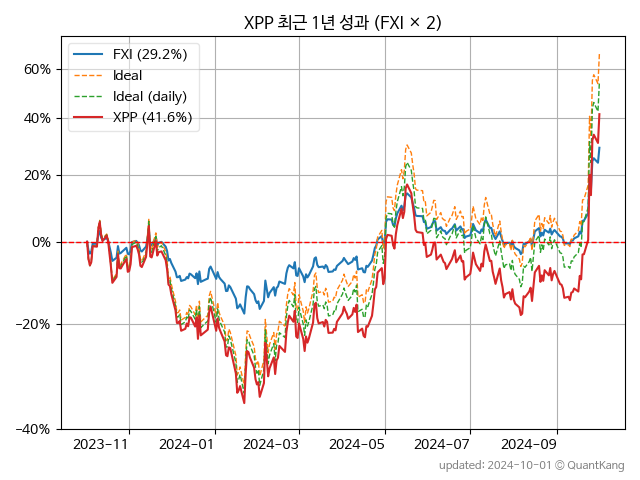 XPP 최근 1년 성과 (FXI × 2)
FXI (29.2%)
Ideal
Ideal (daily)
XPP (41.6%)
60%
40%
20%
0%
−20%
−40%
2023-11
2024-01
2024-03
2024-05
2024-07
2024-09
updated: 2024-10-01 © QuantKang